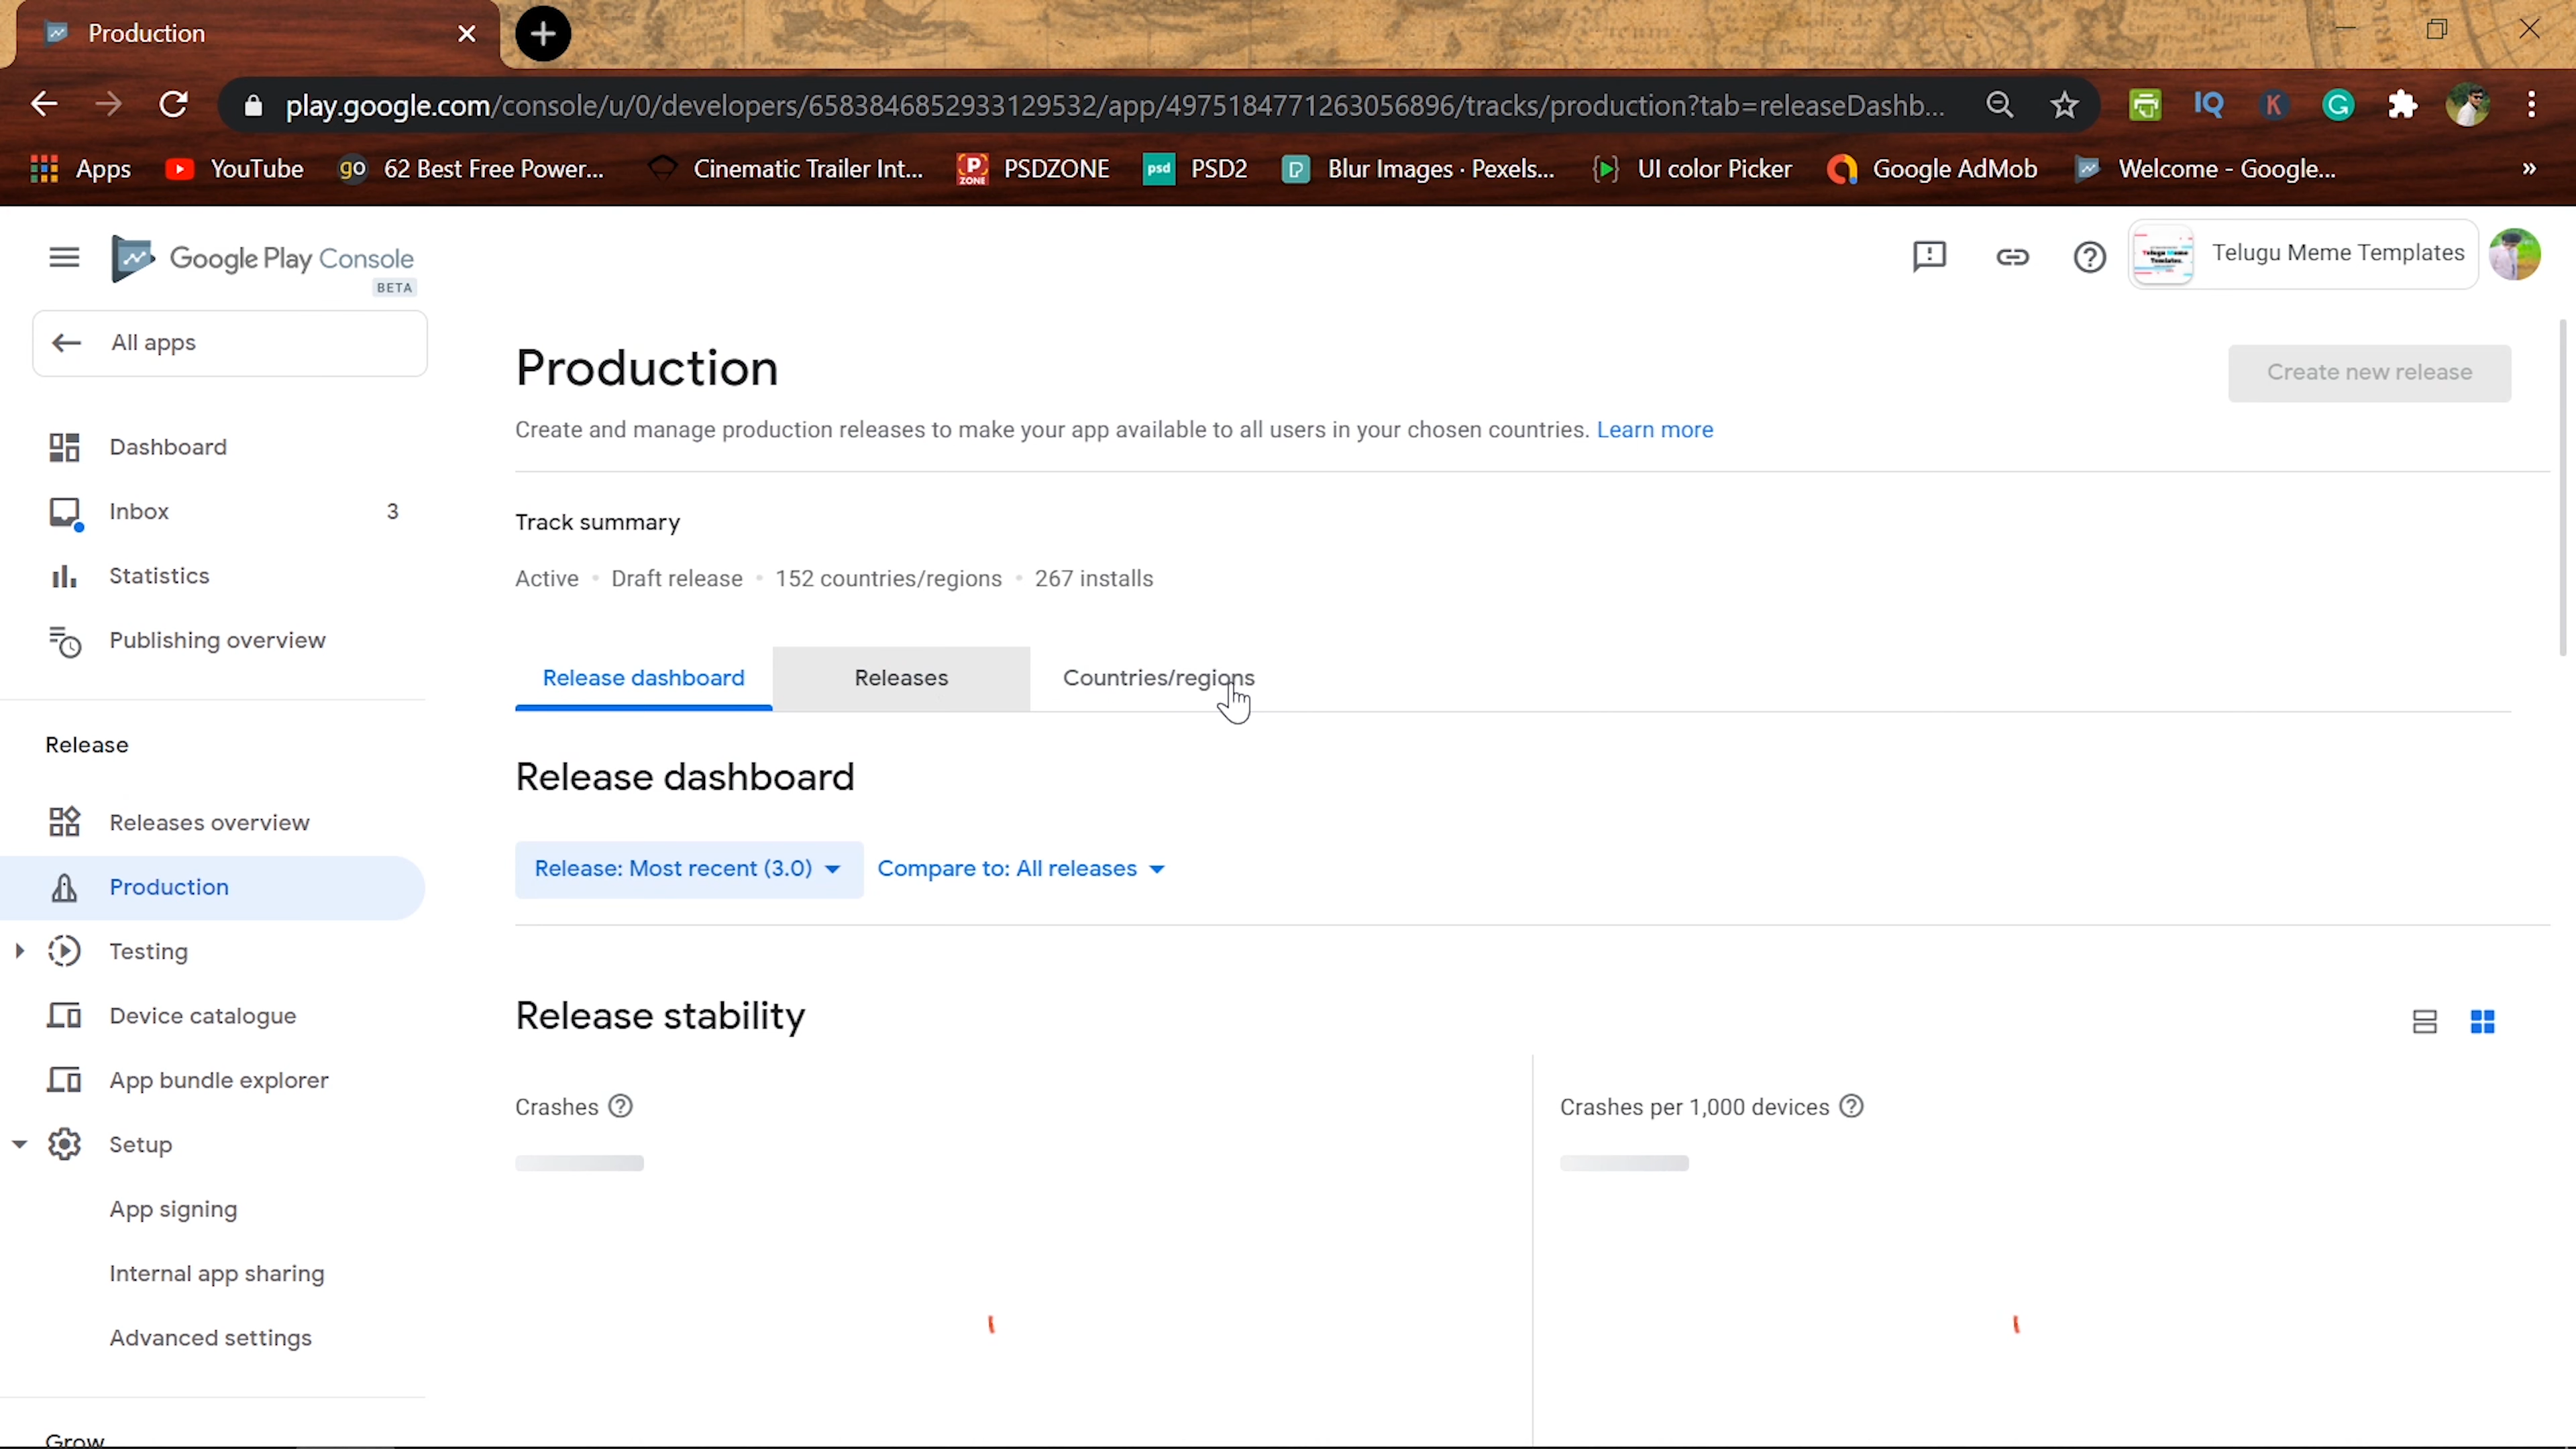 Production
play.google.com/console/u/0/developers/6583846852933129532/app/4975184771263056896/tracks/production?tab=releaseDashb...
Apps
YouTube
62 Best Free Power...
Cinematic Trailer Int...
PSDZONE
PSD2
Blur Images · Pexels...
UI color Picker
Google AdMob
Welcome - Google...
Google Play Console
BETA
Telugu Meme Templates
All apps
Dashboard
Inbox 3
Statistics
Publishing overview
Release
Releases overview
Production
Testing
Device catalogue
App bundle explorer
Setup
App signing
Internal app sharing
Advanced settings
Grow
Production
Create new release
Create and manage production releases to make your app available to all users in your chosen countries. Learn more
Track summary
Active • Draft release • 152 countries/regions • 267 installs
Release dashboard
Releases
Countries/regions
Release dashboard
Release: Most recent (3.0)
Compare to: All releases
Release stability
Crashes
Crashes per 1,000 devices